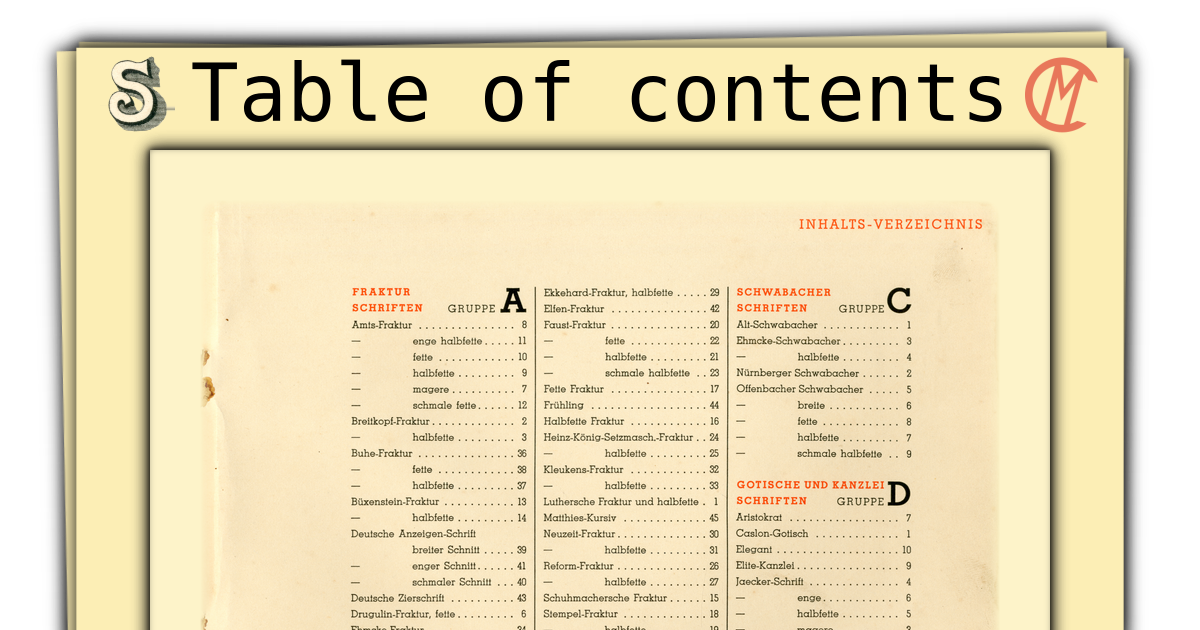 S Table of contents
INHALTS-VERZEICHNIS
FRAKTUR
SCHRIFTEN GRUPPE A
Amts-Fraktur . . . . . . . . . . 8
— enge halbfette . . . . . 11
— fette . . . . . . . . . . 10
— halbfette . . . . . . . . . 9
— magere . . . . . . . . . . 7
— schmale fette . . . . . . 12
Breitkopf-Fraktur . . . . . . . . . 2
— halbfette . . . . . . . . . 3
Buhe-Fraktur . . . . . . . . . . 36
— fette . . . . . . . . . . 38
— halbfette . . . . . . . . . 37
Büxenstein-Fraktur . . . . . . . 13
— halbfette . . . . . . . . . 14
Deutsche Anzeigen-Schrift
breiter Schnitt . . . . . 39
— enger Schnitt . . . . . . 41
— schmaler Schnitt . . . 40
Deutsche Zierschrift . . . . . . . 43
Drugulin-Fraktur, fette . . . . . . 6
Ekkehard-Fraktur, halbfette . . . . . 29
Elfen-Fraktur . . . . . . . . . . 42
Faust-Fraktur . . . . . . . . . . 20
— fette . . . . . . . . . . 22
— halbfette . . . . . . . . . 21
— schmale halbfette . . 23
Fette Fraktur . . . . . . . . . . 17
Frühling . . . . . . . . . . . . 44
Halbfette Fraktur . . . . . . . . 16
Heinz-König-Setzmasch.-Fraktur . . 24
— halbfette . . . . . . . . . 25
Kleukens-Fraktur . . . . . . . . 32
— halbfette . . . . . . . . . 33
Luthersche Fraktur und halbfette . 1
Matthies-Kursiv . . . . . . . . . 45
Neuzeit-Fraktur . . . . . . . . . 30
— halbfette . . . . . . . . . 31
Reform-Fraktur . . . . . . . . . 26
— halbfette . . . . . . . . . 27
Schuhmachersche Fraktur . . . . . . 15
Stempel-Fraktur . . . . . . . . . 18
SCHWABACHER
SCHRIFTEN GRUPPE C
Alt-Schwabacher . . . . . . . . . 1
Ehmcke-Schwabacher . . . . . . . . 3
— halbfette . . . . . . . . . 4
Nürnberger Schwabacher . . . . . . 2
Offenbacher Schwabacher . . . . . 5
— breite . . . . . . . . . . 6
— fette . . . . . . . . . . 8
— halbfette . . . . . . . . . 7
— schmale halbfette . . 9
GOTISCHE UND KANZLEI
SCHRIFTEN GRUPPE D
Aristokrat . . . . . . . . . . . 7
Caslon-Gotisch . . . . . . . . . 1
Elegant . . . . . . . . . . . . 10
Elite-Kanzlei . . . . . . . . . . 9
Jaecker-Schrift . . . . . . . . . 4
— enge . . . . . . . . . . 6
— halbfette . . . . . . . . . 5